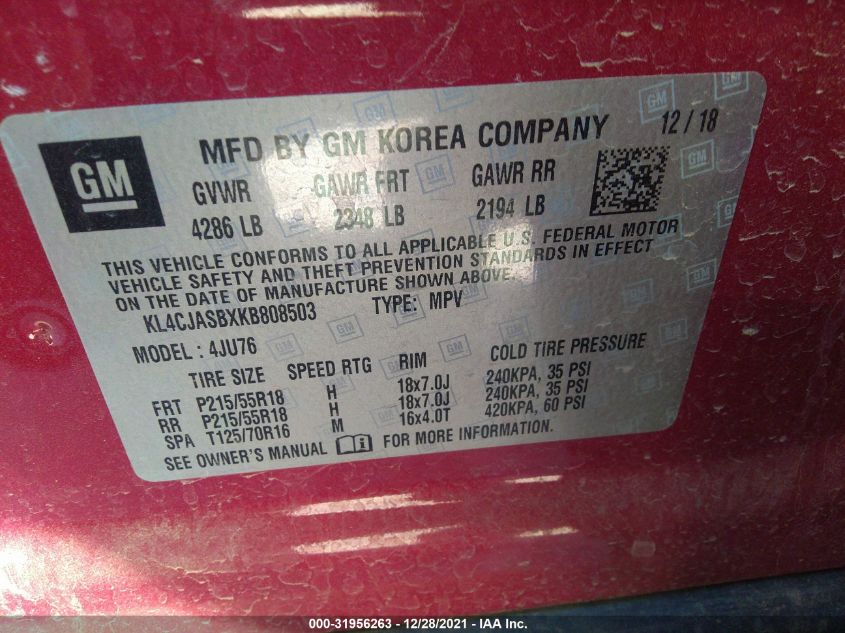 GM
MFD BY GM KOREA COMPANY 12 / 18
GVWR GAWR FRT GAWR RR
4286 LB 2348 LB 2194 LB
THIS VEHICLE CONFORMS TO ALL APPLICABLE U.S. FEDERAL MOTOR
VEHICLE SAFETY AND THEFT PREVENTION STANDARDS IN EFFECT
ON THE DATE OF MANUFACTURE SHOWN ABOVE.
KL4CJASBXKB808503 TYPE: MPV
MODEL : 4JU76
TIRE SIZE SPEED RTG RIM COLD TIRE PRESSURE
FRT P215/55R18 H 18x7.0J 240KPA, 35 PSI
RR P215/55R18 H 18x7.0J 240KPA, 35 PSI
SPA T125/70R16 M 16x4.0T 420KPA, 60 PSI
SEE OWNER'S MANUAL FOR MORE INFORMATION.
000-31956263 - 12/28/2021 - IAA Inc.